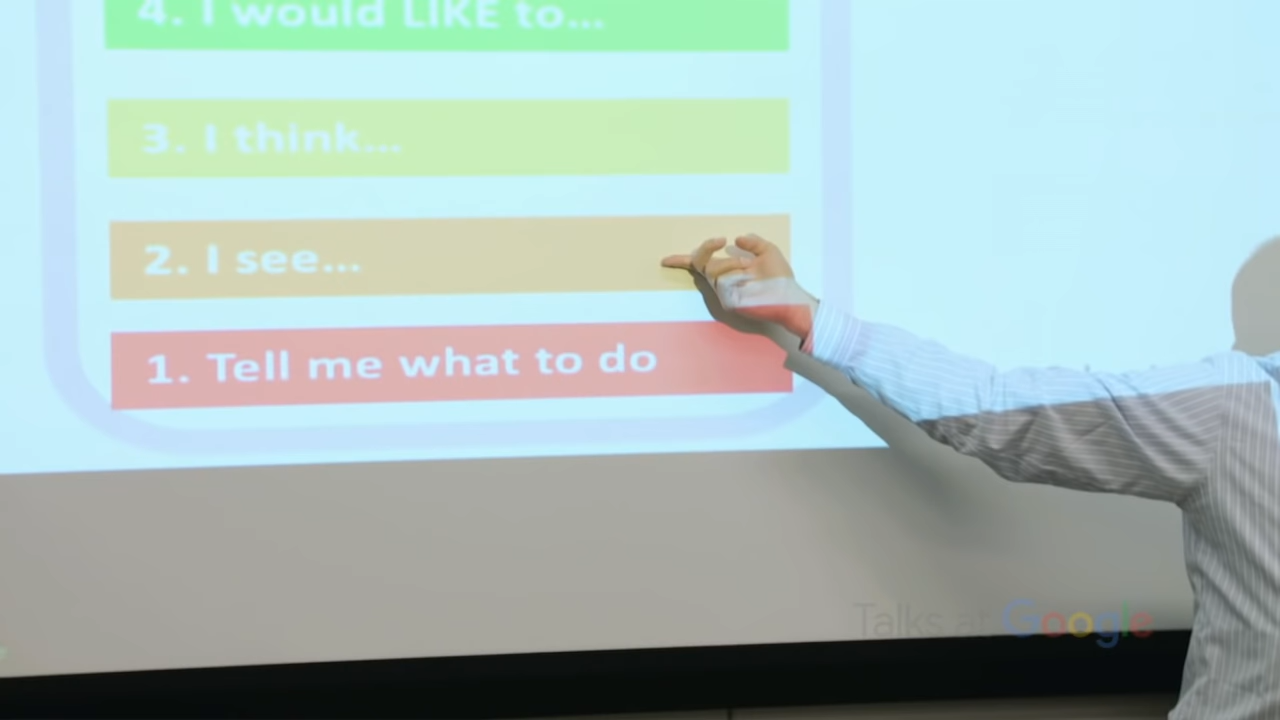 4. I would LIKE to...
3. I think...
2. I see...
1. Tell me what to do
Talks at Google